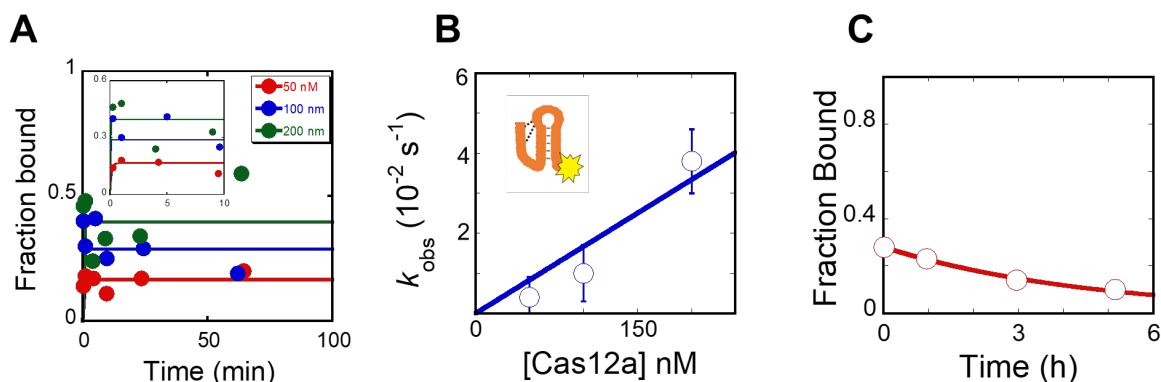 A
Fraction bound
1
0.5
0
0.6
0.3
0
0
5
10
50 nM
100 nm
200 nm
0
50
100
Time (min)
B
k obs (10⁻² s⁻¹)
6
4
2
0
150
[Cas12a] nM
C
Fraction Bound
0.8
0.4
0
0
3
6
Time (h)